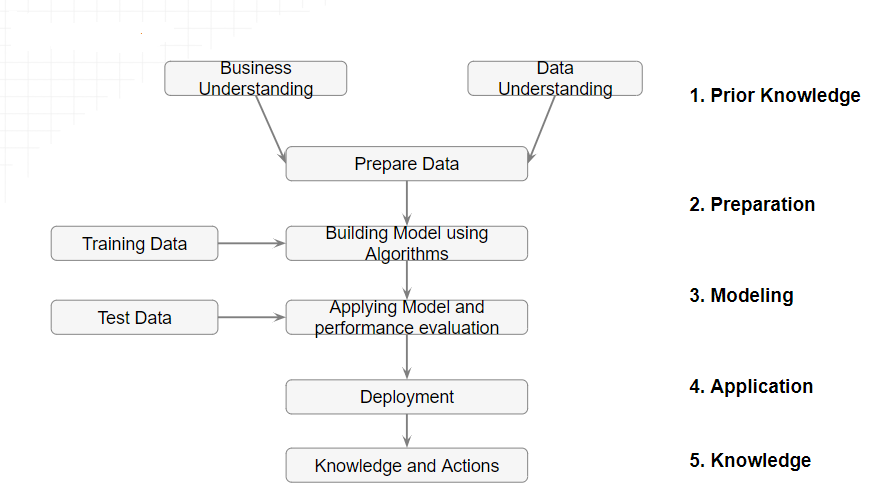 Business
Understanding
Data
Understanding
1. Prior Knowledge
Prepare Data
2. Preparation
Training Data
Building Model using
Algorithms
3. Modeling
Test Data
Applying Model and
performance evaluation
4. Application
Deployment
5. Knowledge
Knowledge and Actions